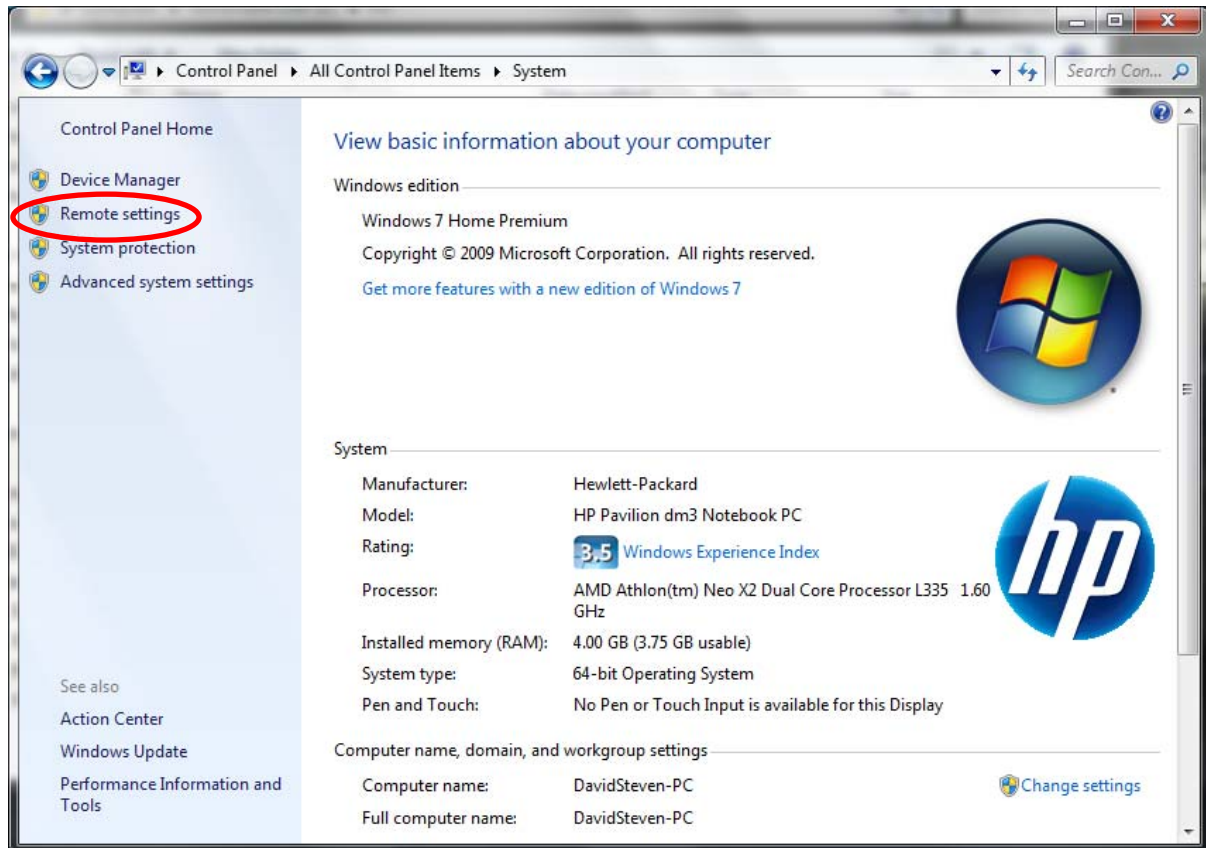 Control Panel ▸ All Control Panel Items ▸ System
Search Con...
Control Panel Home
Device Manager
Remote settings
System protection
Advanced system settings
See also
Action Center
Windows Update
Performance Information and
Tools
View basic information about your computer
Windows edition
Windows 7 Home Premium
Copyright © 2009 Microsoft Corporation.  All rights reserved.
Get more features with a new edition of Windows 7
System
Manufacturer: Hewlett-Packard
Model: HP Pavilion dm3 Notebook PC
Rating: 3.5 Windows Experience Index
Processor: AMD Athlon(tm) Neo X2 Dual Core Processor L335  1.60
GHz
Installed memory (RAM): 4.00 GB (3.75 GB usable)
System type: 64-bit Operating System
Pen and Touch: No Pen or Touch Input is available for this Display
hp
Computer name, domain, and workgroup settings
Computer name: DavidSteven-PC Change settings
Full computer name: DavidSteven-PC